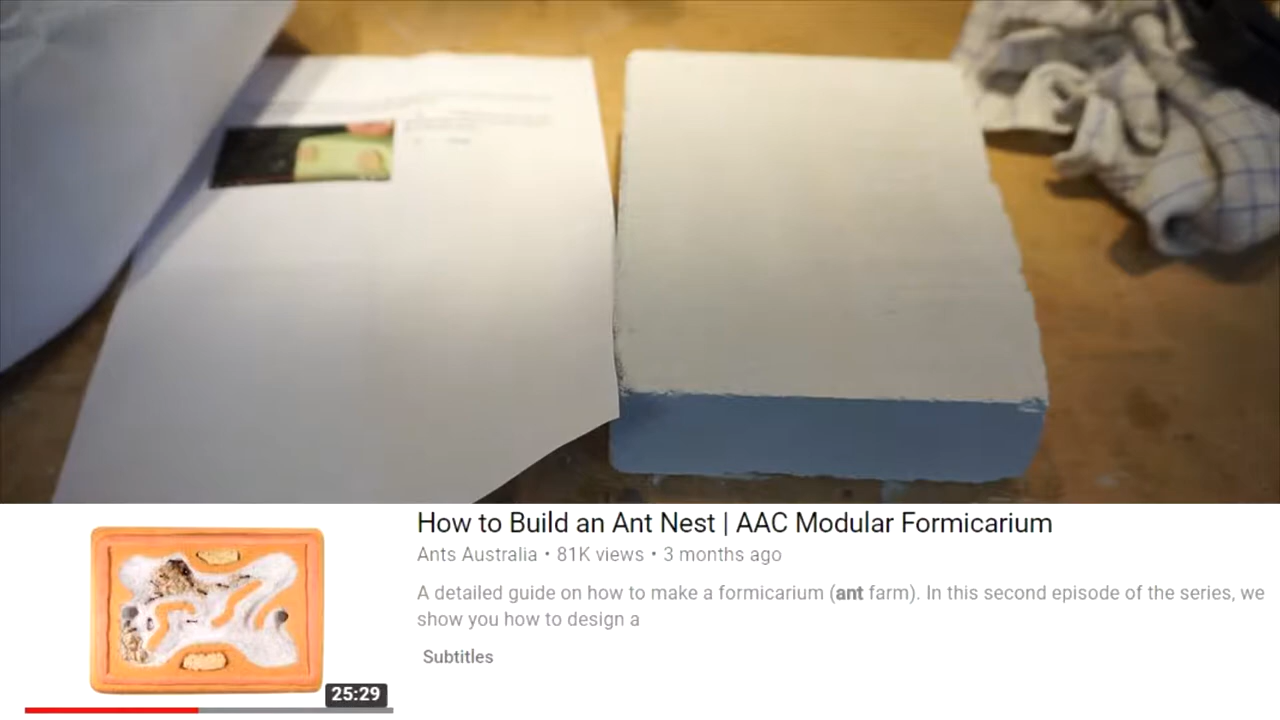 How to Build an Ant Nest | AAC Modular Formicarium
Ants Australia • 81K views • 3 months ago
A detailed guide on how to make a formicarium (ant farm). In this second episode of the series, we
show you how to design a
Subtitles
25:29